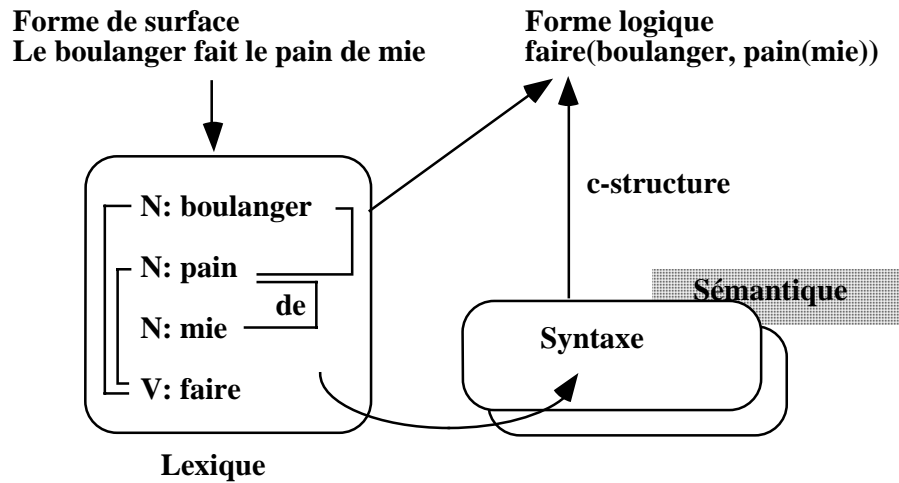 Forme de surface
Le boulanger fait le pain de mie
Forme logique
faire(boulanger, pain(mie))
c-structure
N: boulanger
N: pain
de
N: mie
V: faire
Lexique
Sémantique
Syntaxe